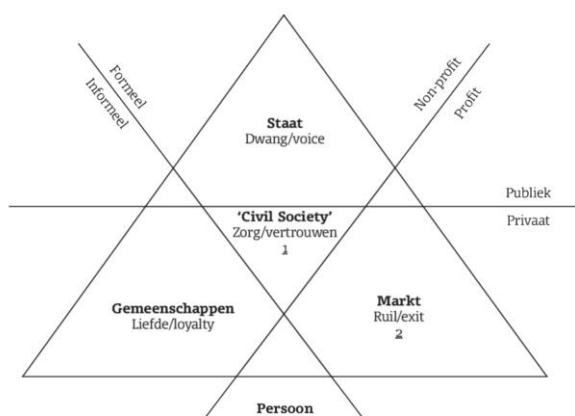 Formeel
Informeel
Non-profit
Profit
Staat
Dwang/voice
Publiek
Privaat
'Civil Society'
Zorg/vertrouwen
1
Gemeenschappen
Liefde/loyalty
Markt
Ruil/exit
2
Persoon